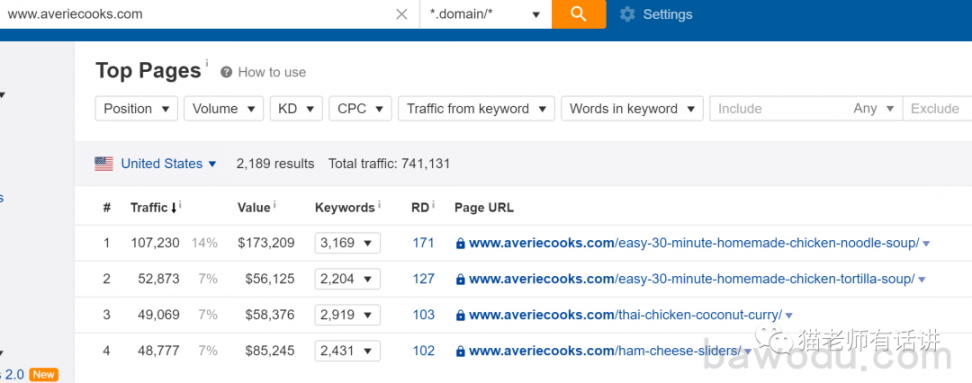 www.averiecooks.com *.domain/* Settings
Top Pages i ? How to use
Position Volume KD CPC Traffic from keyword Words in keyword Include Any Exclude
United States 2,189 results Total traffic: 741,131
# Traffic i Value i Keywords i RD i Page URL
1 107,230 14% $173,209 3,169 171 www.averiecooks.com/easy-30-minute-homemade-chicken-noodle-soup/
2 52,873 7% $56,125 2,204 127 www.averiecooks.com/easy-30-minute-homemade-chicken-tortilla-soup/
3 49,069 7% $58,376 2,919 103 www.averiecooks.com/thai-chicken-coconut-curry/
4 48,777 7% $85,245 2,431 102 www.averiecooks.com/ham-cheese-sliders/
猫老师有话讲
bawodu.com
s 2.0 New